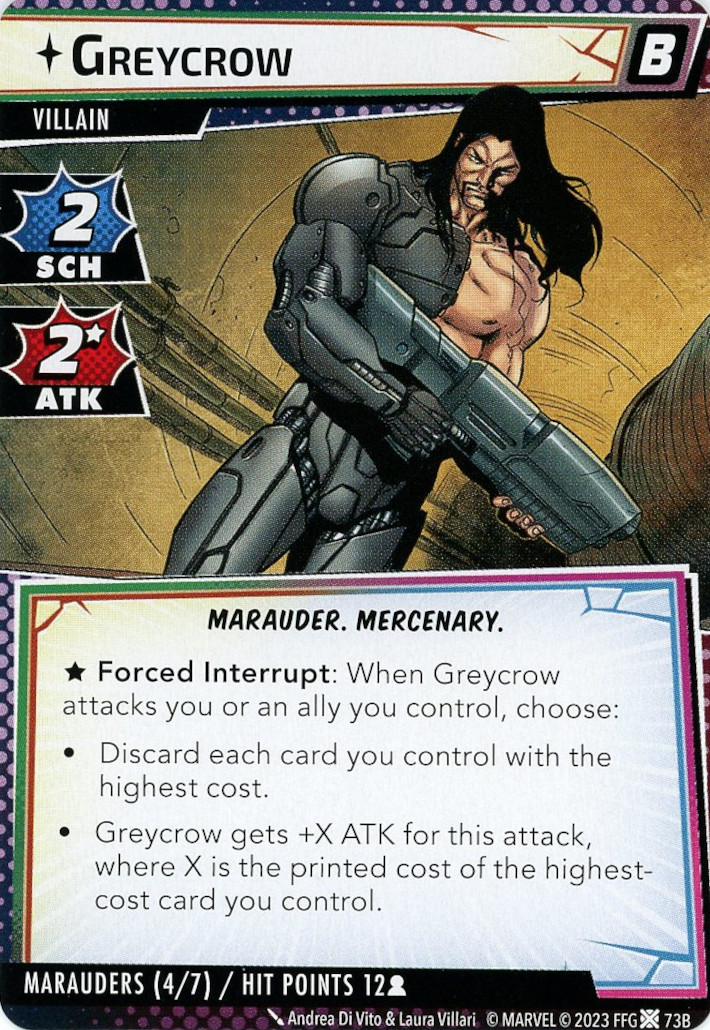 GREYCROW
B
VILLAIN
2
SCH
2
ATK
MARAUDER. MERCENARY.
★ Forced Interrupt: When Greycrow
attacks you or an ally you control, choose:
• Discard each card you control with the
highest cost.
• Greycrow gets +X ATK for this attack,
where X is the printed cost of the highest-
cost card you control.
MARAUDERS (4/7) / HIT POINTS 12
Andrea Di Vito & Laura Villari © MARVEL © 2023 FFG 73B